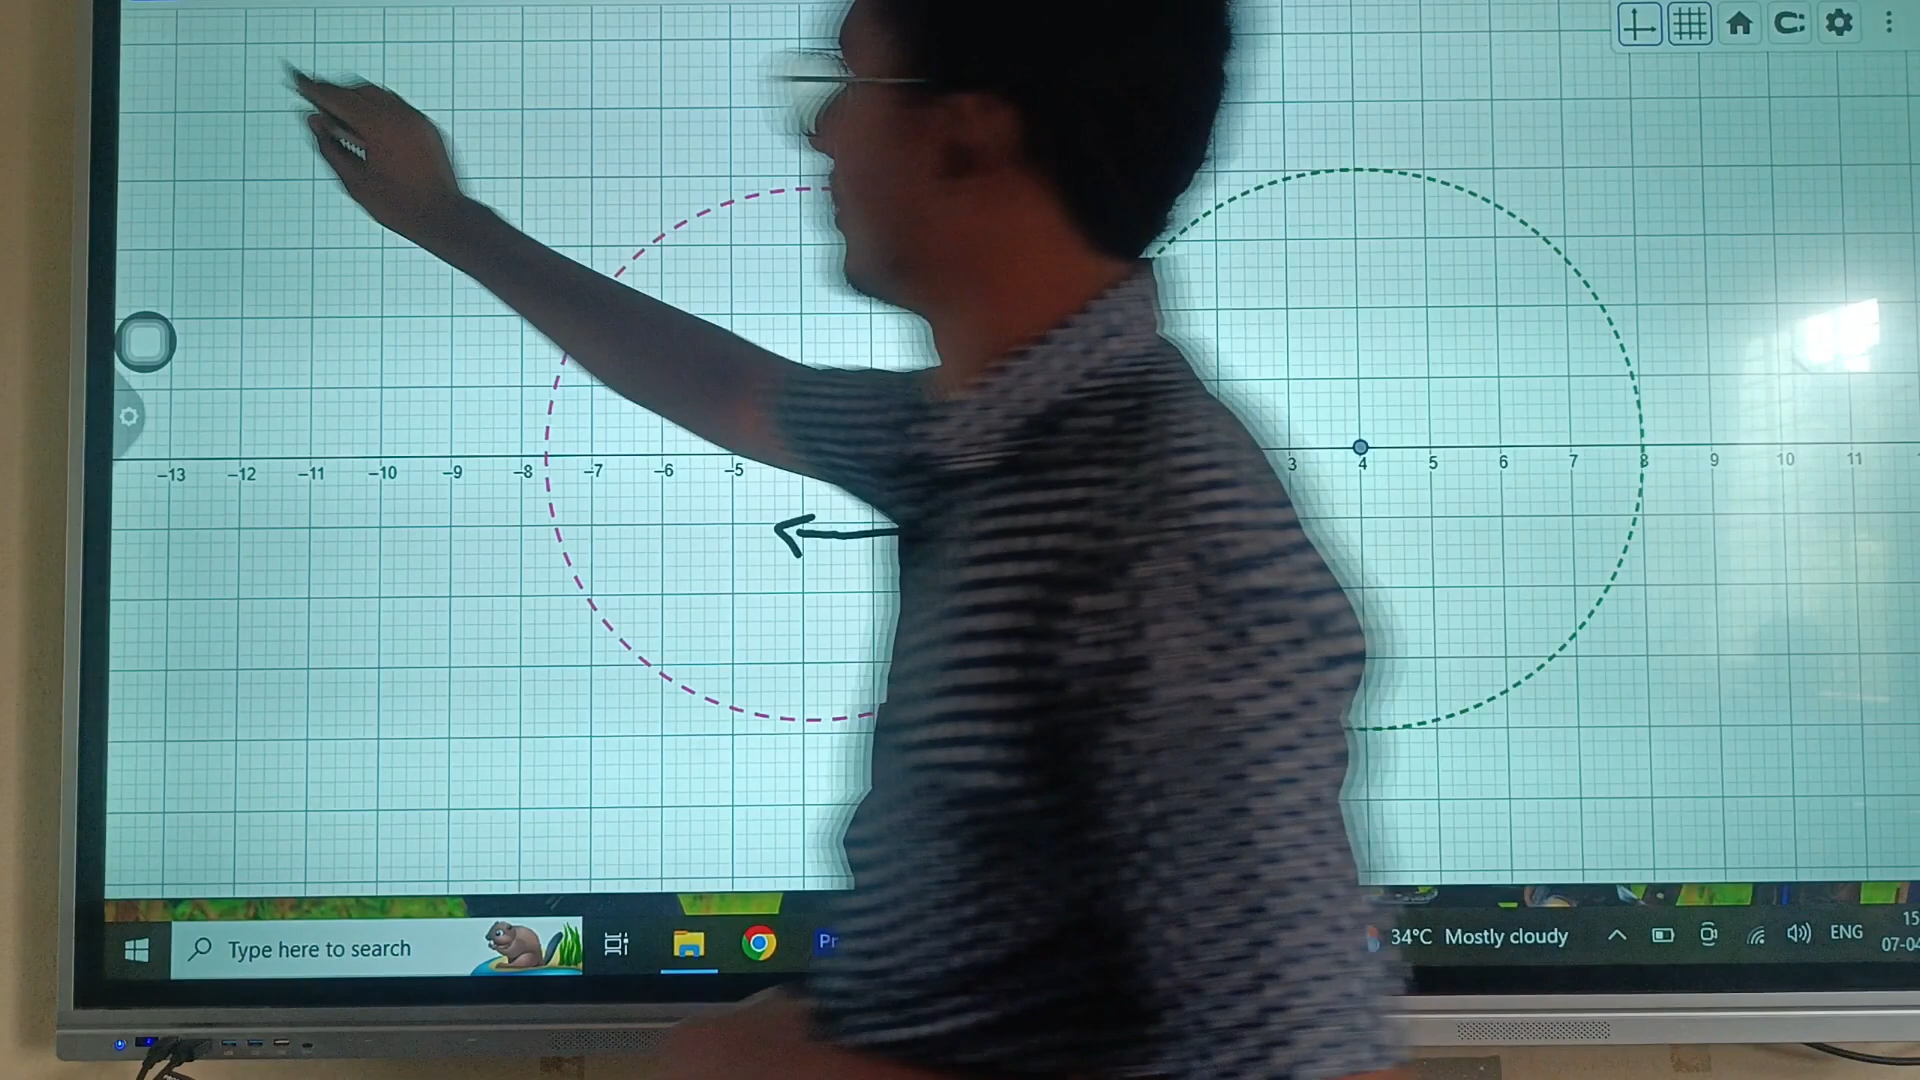 −13 −12 −11 −10 −9 −8 −7 −6 −5 3 4 5 6 7 8 9 10 11
Type here to search Pr 34°C Mostly cloudy ENG